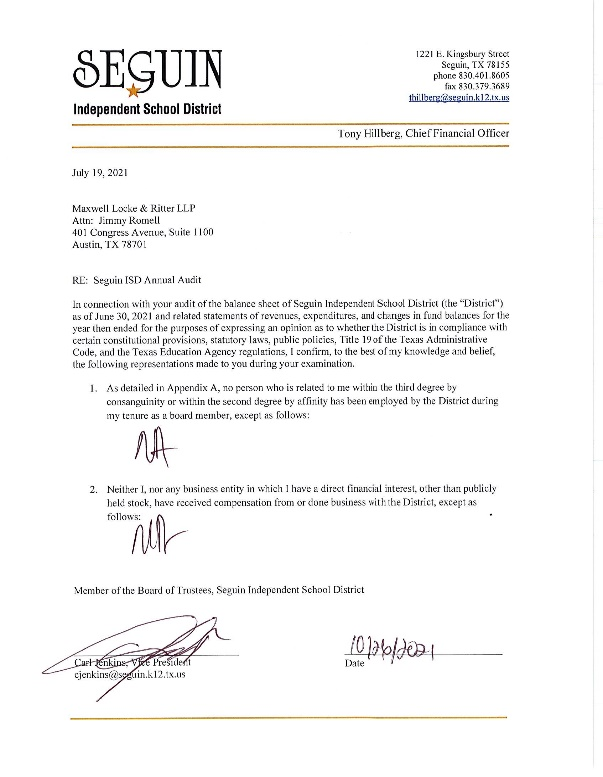 SEGUIN
Independent School District
1221 E. Kingsbury Street
Seguin, TX 78155
phone 830.401.8605
fax 830.379.3689
thillberg@seguin.k12.tx.us
Tony Hillberg, Chief Financial Officer
July 19, 2021
Maxwell Locke & Ritter LLP
Attn: Jimmy Romell
401 Congress Avenue, Suite 1100
Austin, TX 78701
RE: Seguin ISD Annual Audit
In connection with your audit of the balance sheet of Seguin Independent School District (the “District”)
as of June 30, 2021 and related statements of revenues, expenditures, and changes in fund balances for the
year then ended for the purposes of expressing an opinion as to whether the District is in compliance with
certain constitutional provisions, statutory laws, public policies, Title 19 of the Texas Administrative
Code, and the Texas Education Agency regulations, I confirm, to the best of my knowledge and belief,
the following representations made to you during your examination.
1. As detailed in Appendix A, no person who is related to me within the third degree by
consanguinity or within the second degree by affinity has been employed by the District during
my tenure as a board member, except as follows:
NA
2. Neither I, nor any business entity in which I have a direct financial interest, other than publicly
held stock, have received compensation from or done business with the District, except as
follows:
NA
Member of the Board of Trustees, Seguin Independent School District
10/26/2021
Carl Jenkins, Vice President
Date
cjenkins@seguin.k12.tx.us